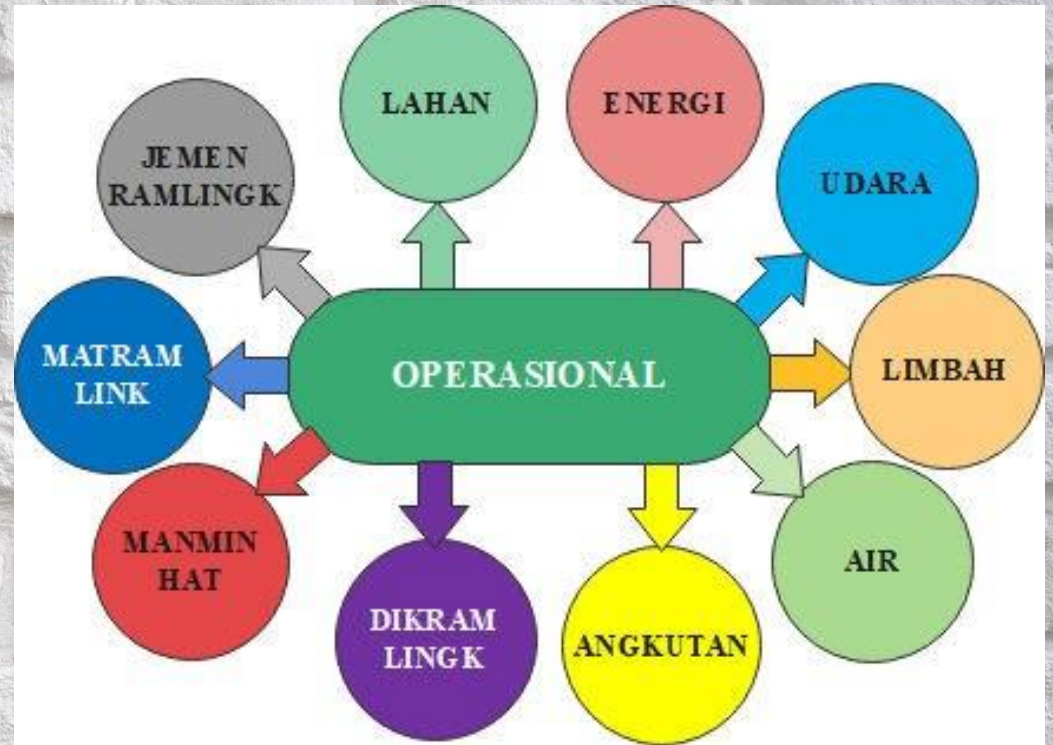 LAHAN
ENERGI
JEMEN
RAMLINGK
UDARA
MATRAM
LINK
OPERASIONAL
LIMBAH
MANMIN
HAT
AIR
DIKRAM
LINGK
ANGKUTAN